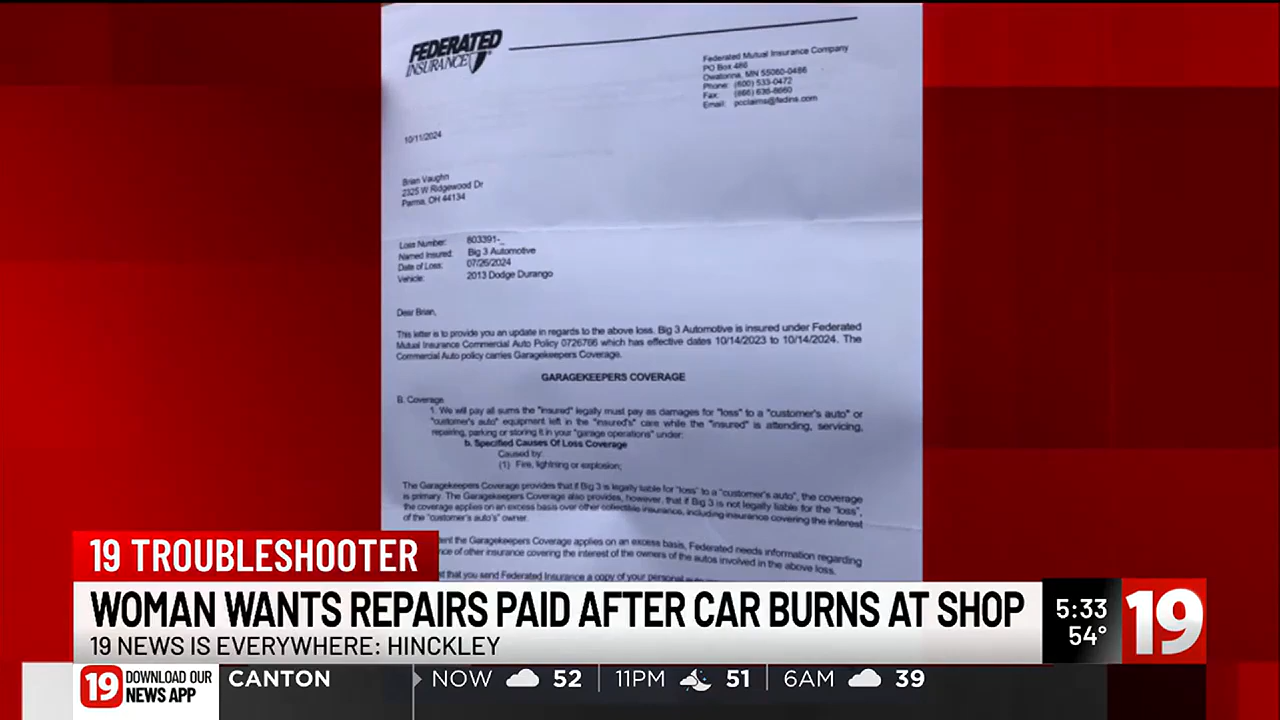 FEDERATED
INSURANCE
Federated Mutual Insurance Company
PO Box 486
Owatonna, MN 55060-0486
Phone: (800) 533-0472
Fax: (866) 636-8660
Email: pcclaims@fedins.com
10/11/2024
Brian Vaughn
2325 W Ridgewood Dr
Parma, OH 44134
Loss Number: 803391-_
Named Insured: Big 3 Automotive
Date of Loss: 07/26/2024
Vehicle: 2013 Dodge Durango
Dear Brian,
This letter is to provide you an update in regards to the above loss. Big 3 Automotive is insured under Federated
Mutual Insurance Commercial Auto Policy 0726766 which has effective dates 10/14/2023 to 10/14/2024. The
Commercial Auto policy carries Garagekeepers Coverage.
GARAGEKEEPERS COVERAGE
B. Coverage
1. We will pay all sums the "insured" legally must pay as damages for "loss" to a "customer's auto" or
"customer's auto" equipment left in the "insured's" care while the "insured" is attending, servicing,
repairing, parking or storing it in your "garage operations" under:
b. Specified Causes Of Loss Coverage
Caused by:
(1) Fire, lightning or explosion;
The Garagekeepers Coverage provides that if Big 3 is legally liable for "loss" to a "customer's auto", the coverage
is primary. The Garagekeepers Coverage also provides, however, that if Big 3 is not legally liable for the "loss",
the coverage applies on an excess basis over other collectible insurance, including insurance covering the interest
of the "customer's auto's" owner.
the Garagekeepers Coverage applies on an excess basis, Federated needs information regarding
of other insurance covering the interest of the owners of the autos involved in the above loss.
that you send Federated Insurance a copy of your personal
19 TROUBLESHOOTER
WOMAN WANTS REPAIRS PAID AFTER CAR BURNS AT SHOP
19 NEWS IS EVERYWHERE: HINCKLEY
5:33
54°
19
19 DOWNLOAD OUR
NEWS APP
CANTON NOW 52 11PM 51 6AM 39